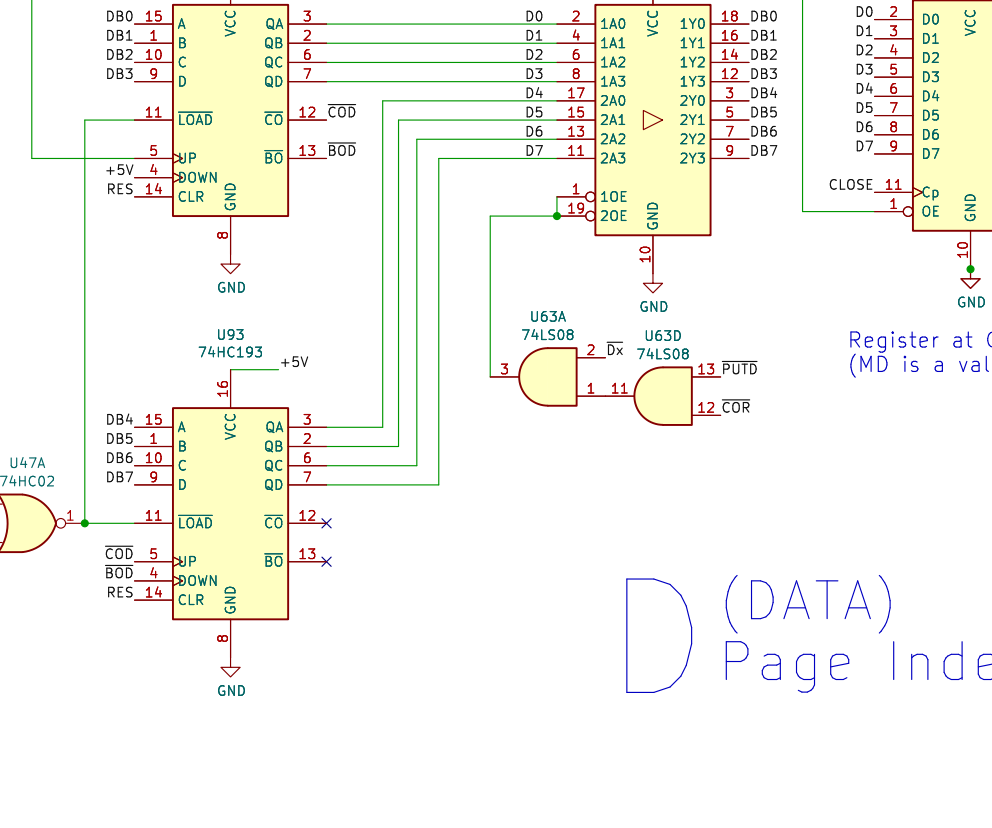 DB0 15 A VCC QA 3 D0 2 1A0 VCC 1Y0 18 DB0 D0 2 D0 VCC
DB1 1 B QB 2 D1 4 1A1 1Y1 16 DB1 D1 3 D1
DB2 10 C QC 6 D2 6 1A2 1Y2 14 DB2 D2 4 D2
DB3 9 D QD 7 D3 8 1A3 1Y3 12 DB3 D3 5 D3
D4 17 2A0 2Y0 3 DB4 D4 6 D4
11 LOAD CO 12 COD D5 15 2A1 2Y1 5 DB5 D5 7 D5
D6 13 2A2 2Y2 7 DB6 D6 8 D6
5 UP BO 13 BOD D7 11 2A3 2Y3 9 DB7 D7 9 D7
+5V 4 DOWN
RES 14 CLR GND 1 1OE CLOSE 11 Cp
19 2OE GND 1 OE GND
8 10 10
GND GND GND
U63A
74LS08
U63D
74LS08
2 Dx
3 1 11 13 PUTD
12 COR
Register at
(MD is a
U93
74HC193
+5V
16
DB4 15 A VCC QA 3
DB5 1 B QB 2
DB6 10 C QC 6
DB7 9 D QD 7
U47A
74HC02
1 11 LOAD CO 12
COD 5 UP BO 13
BOD 4 DOWN
RES 14 CLR GND
8
GND
D (DATA)
Page